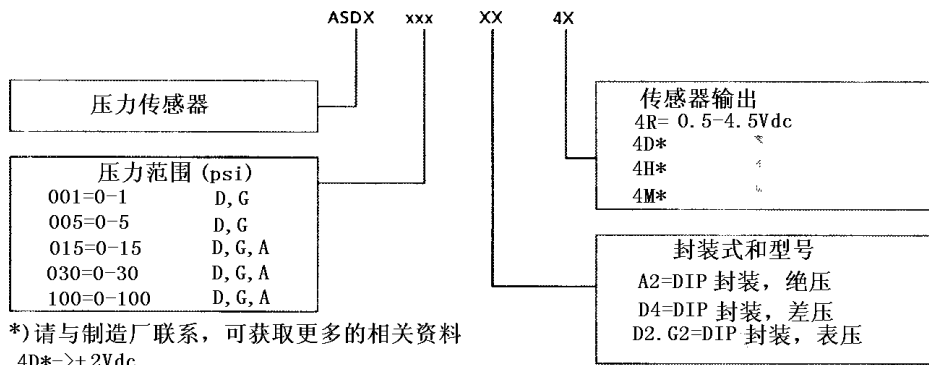 ASDX xxx XX 4X
压力传感器
压力范围 (psi)
001=0-1 D, G
005=0-5 D, G
015=0-15 D, G, A
030=0-30 D, G, A
100=0-100 D, G, A
传感器输出
4R= 0.5-4.5Vdc
4D*
4H*
4M*
封装式和型号
A2=DIP 封装，绝压
D4=DIP 封装，差压
D2.G2=DIP 封装，表压
*)请与制造厂联系，可获取更多的相关资料
4D*->±2Vdc